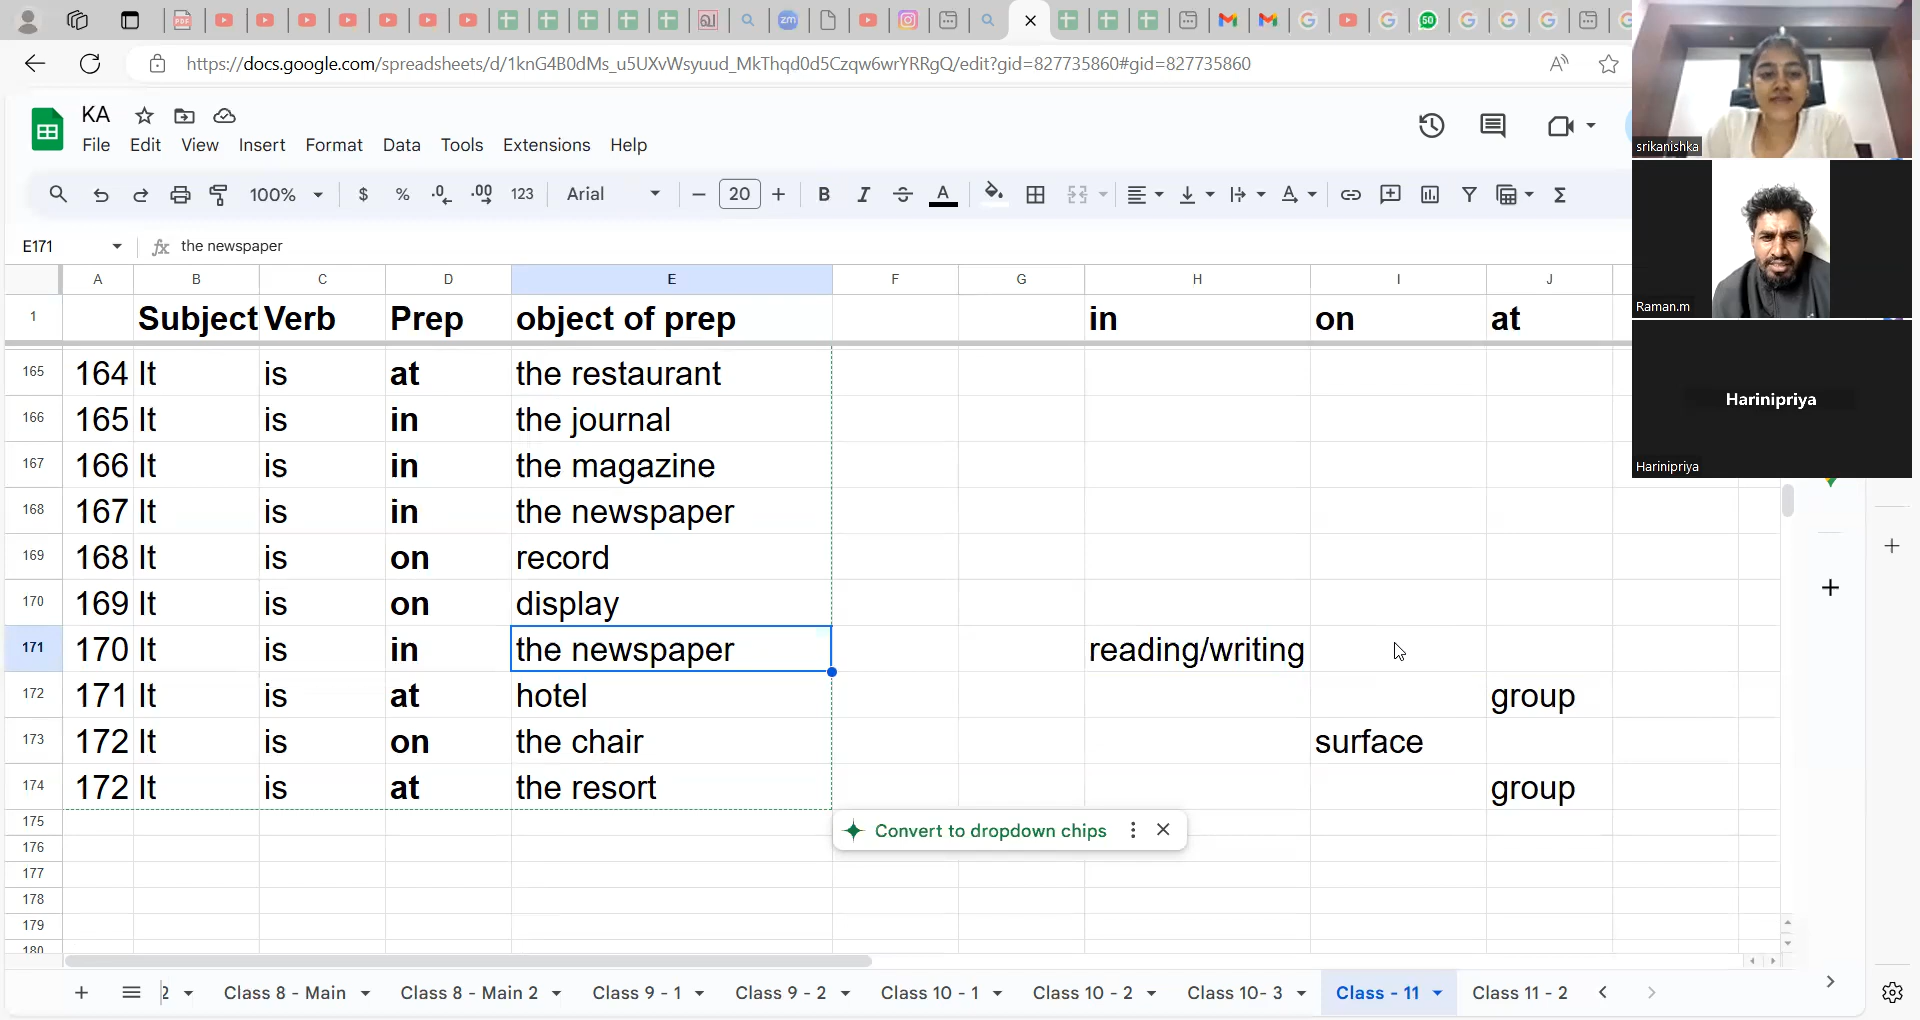 https://docs.google.com/spreadsheets/d/1knG4B0dMs_u5UXvWsyuud_MkThqd0d5Czqw6wrYRRgQ/edit?gid=827735860#gid=827735860
KA
File Edit View Insert Format Data Tools Extensions Help
100% $ % .0 .00 123 Arial 20 B I A
E171 fx the newspaper
A B C D E F G H I J
1 Subject Verb Prep object of prep in on at
165 164 It is at the restaurant
166 165 It is in the journal
167 166 It is in the magazine
168 167 It is in the newspaper
169 168 It is on record
170 169 It is on display
171 170 It is in the newspaper reading/writing
172 171 It is at hotel group
173 172 It is on the chair surface
174 172 It is at the resort group
175
176
177
178
179
180
Convert to dropdown chips
2 Class 8 - Main Class 8 - Main 2 Class 9 - 1 Class 9 - 2 Class 10 - 1 Class 10 - 2 Class 10- 3 Class - 11 Class 11 - 2
srikanishka
Raman.m
Harinipriya
Harinipriya